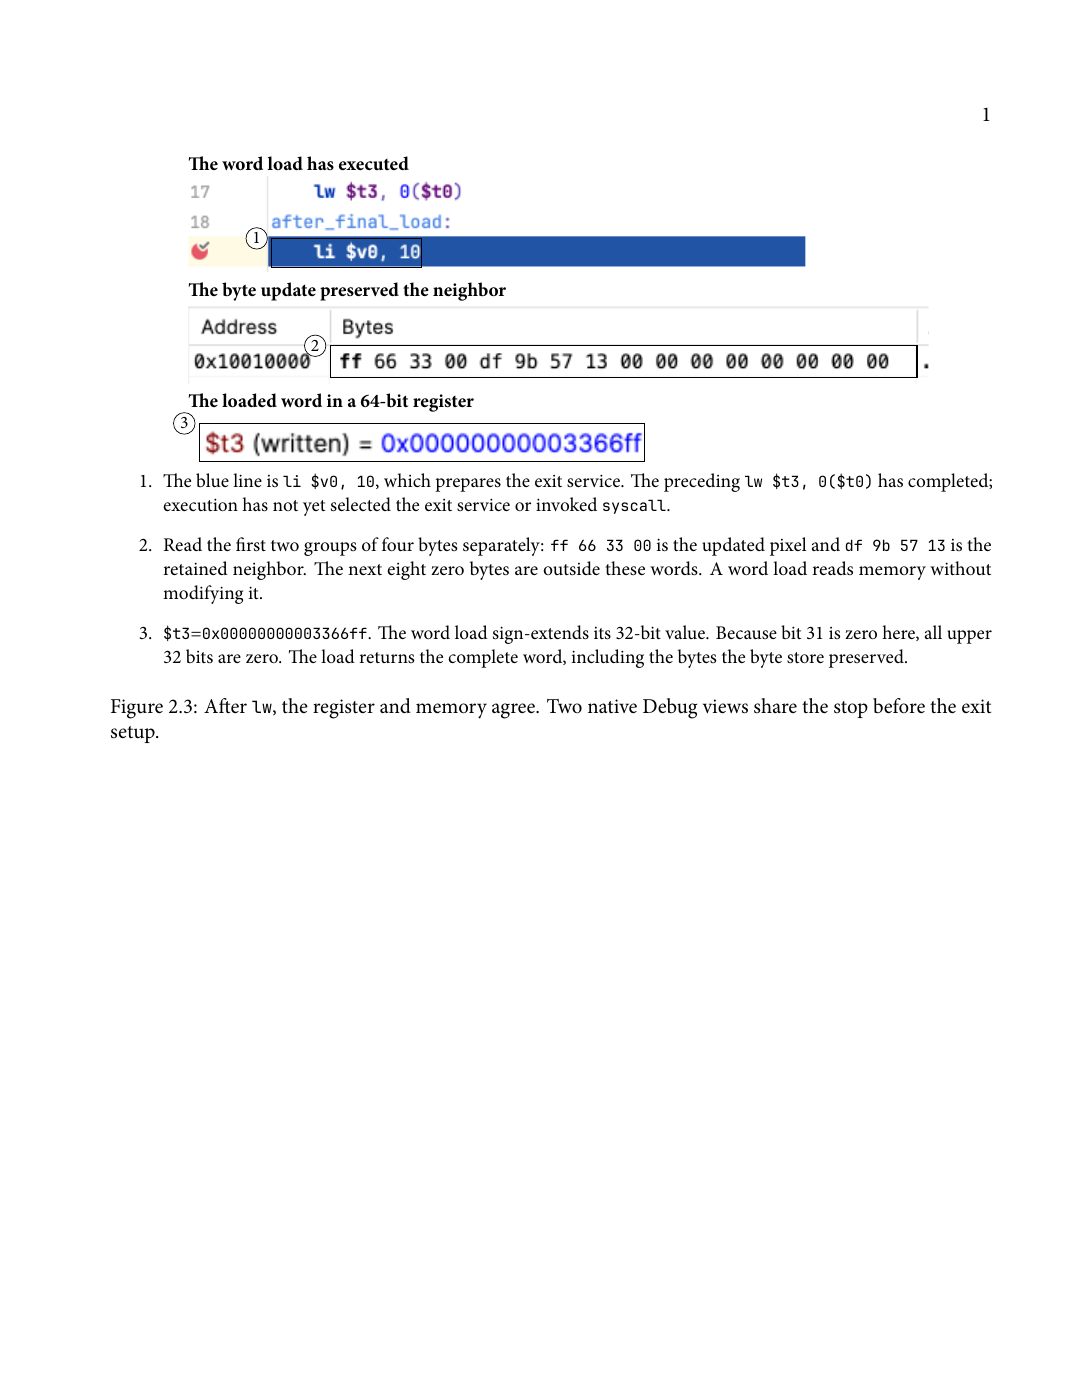 1
The word load has executed
17 lw $t3, 0($t0)
18 after_final_load:
1 li $v0, 10
The byte update preserved the neighbor
Address Bytes
2
0x10010000 ff 66 33 00 df 9b 57 13 00 00 00 00 00 00 00 00 .
The loaded word in a 64-bit register
3
$t3 (written) = 0x00000000003366ff
1. The blue line is li $v0, 10, which prepares the exit service. The preceding lw $t3, 0($t0) has completed;
execution has not yet selected the exit service or invoked syscall.
2. Read the first two groups of four bytes separately: ff 66 33 00 is the updated pixel and df 9b 57 13 is the
retained neighbor. The next eight zero bytes are outside these words. A word load reads memory without
modifying it.
3. $t3=0x00000000003366ff. The word load sign-extends its 32-bit value. Because bit 31 is zero here, all upper
32 bits are zero. The load returns the complete word, including the bytes the byte store preserved.
Figure 2.3: After lw, the register and memory agree. Two native Debug views share the stop before the exit
setup.